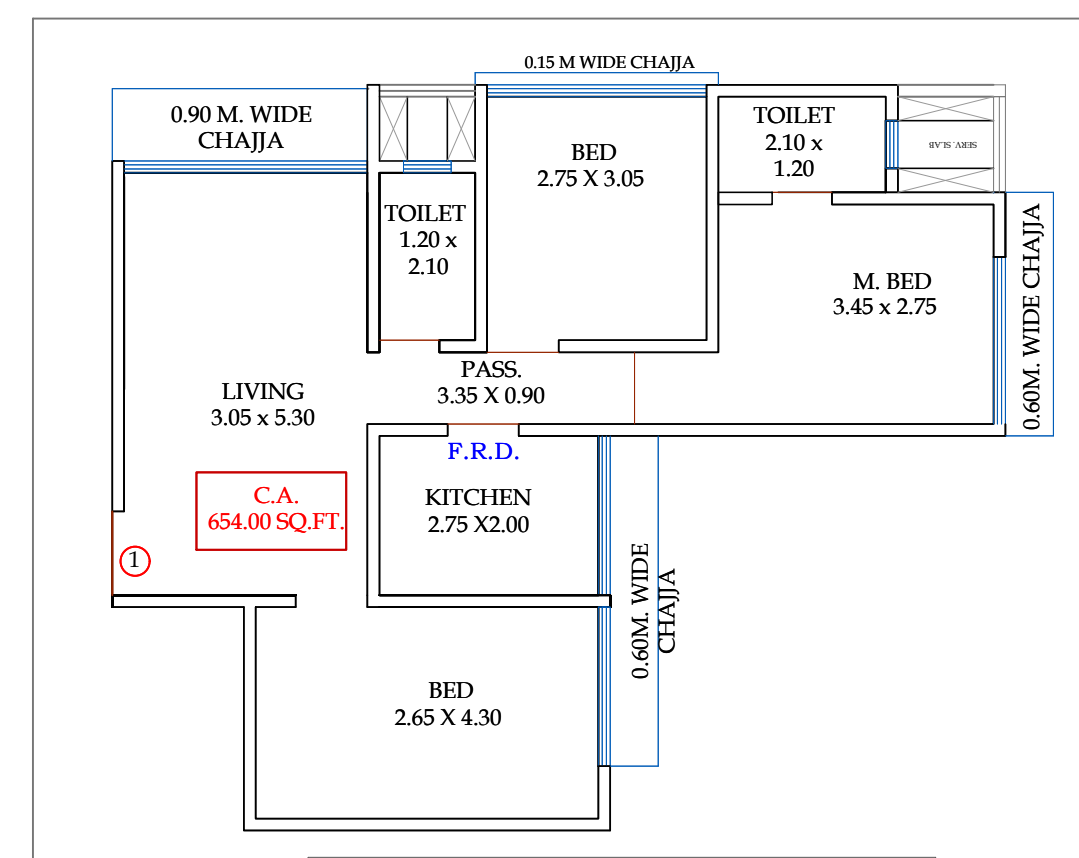 0.15 M WIDE CHAJJA
0.90 M. WIDE
CHAJJA
TOILET
2.10 x
1.20
SERV. SLAB
BED
2.75 X 3.05
TOILET
1.20 x
2.10
M. BED
3.45 x 2.75
0.60M. WIDE CHAJJA
PASS.
3.35 X 0.90
LIVING
3.05 x 5.30
F.R.D.
C.A.
654.00 SQ.FT.
KITCHEN
2.75 X2.00
1
0.60M. WIDE
CHAJJA
BED
2.65 X 4.30